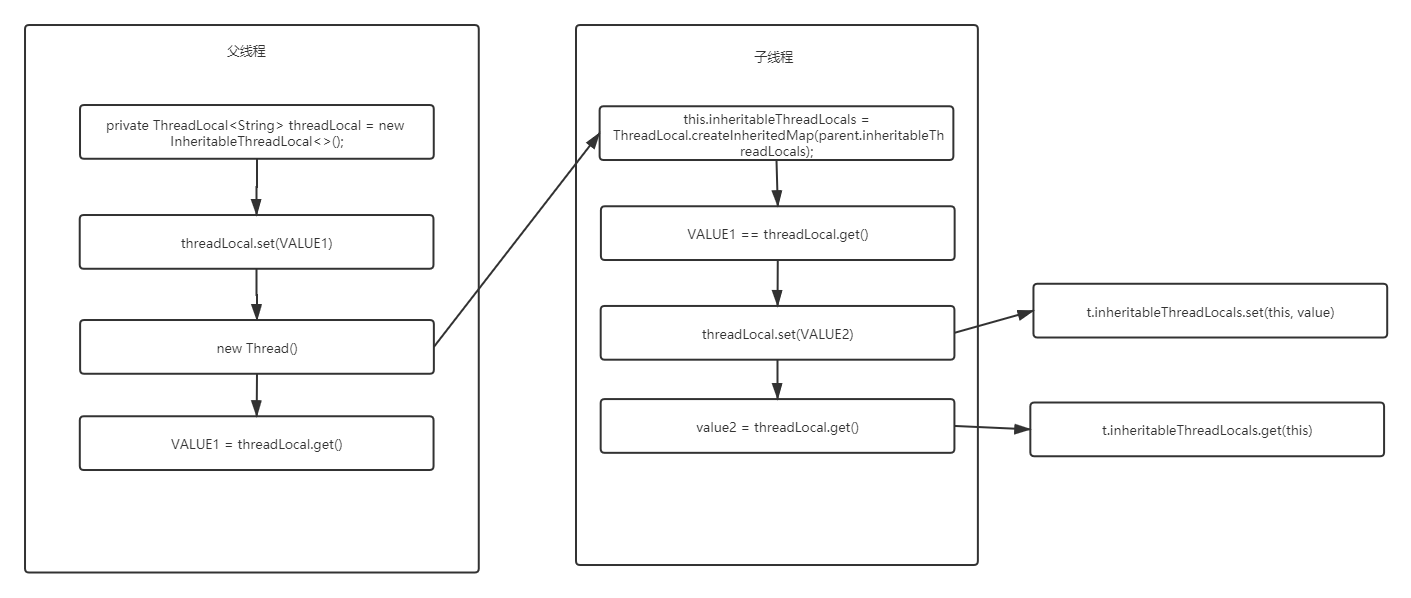 父线程
private ThreadLocal<String> threadLocal = new
InheritableThreadLocal<>();
threadLocal.set(VALUE1)
new Thread()
VALUE1 = threadLocal.get()
子线程
this.inheritableThreadLocals =
ThreadLocal.createInheritedMap(parent.inheritableTh
readLocals);
VALUE1 == threadLocal.get()
threadLocal.set(VALUE2)
value2 = threadLocal.get()
t.inheritableThreadLocals.set(this, value)
t.inheritableThreadLocals.get(this)